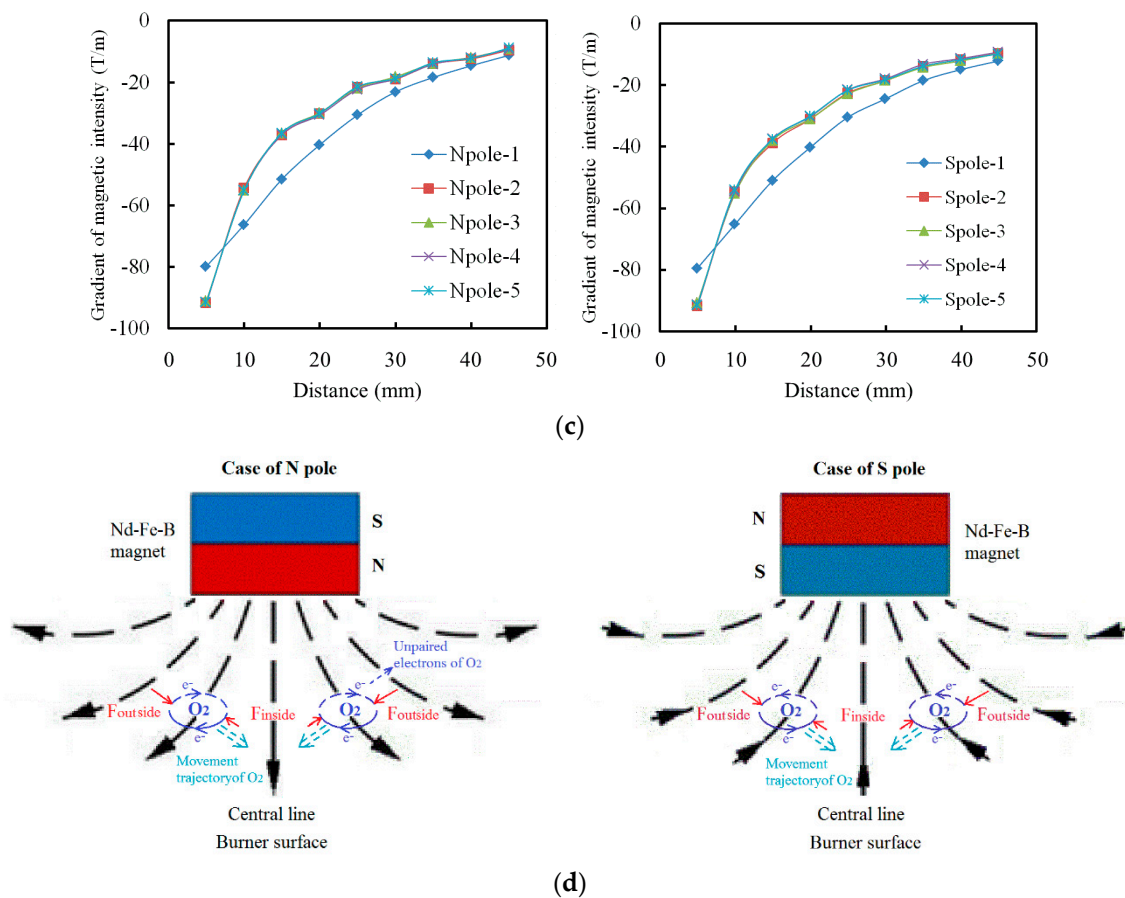 Gradient of magnetic intensity (T/m)
0
-20
-40
-60
-80
-100
0
10
20
30
40
50
Distance (mm)
Npole-1
Npole-2
Npole-3
Npole-4
Npole-5
Gradient of magnetic intensity (T/m)
0
-20
-40
-60
-80
-100
0
10
20
30
40
50
Distance (mm)
Spole-1
Spole-2
Spole-3
Spole-4
Spole-5
(c)
Case of N pole
Nd-Fe-B
magnet
S
N
Unpaired
electrons of O2
e-
e-
O2
O2
Foutside
Finside
Foutside
e-
e-
Movement
trajectoryof O2
Central line
Burner surface
Case of S pole
N
S
Nd-Fe-B
magnet
e-
e-
O2
O2
Foutside
Finside
Foutside
e-
e-
Movement
trajectoryof O2
Central line
Burner surface
(d)